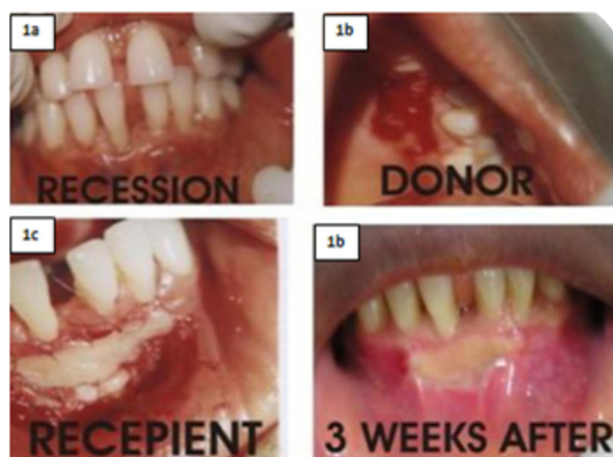 1a
RECESSION
1b
DONOR
1c
RECEPIENT
1b
3 WEEKS AFTER